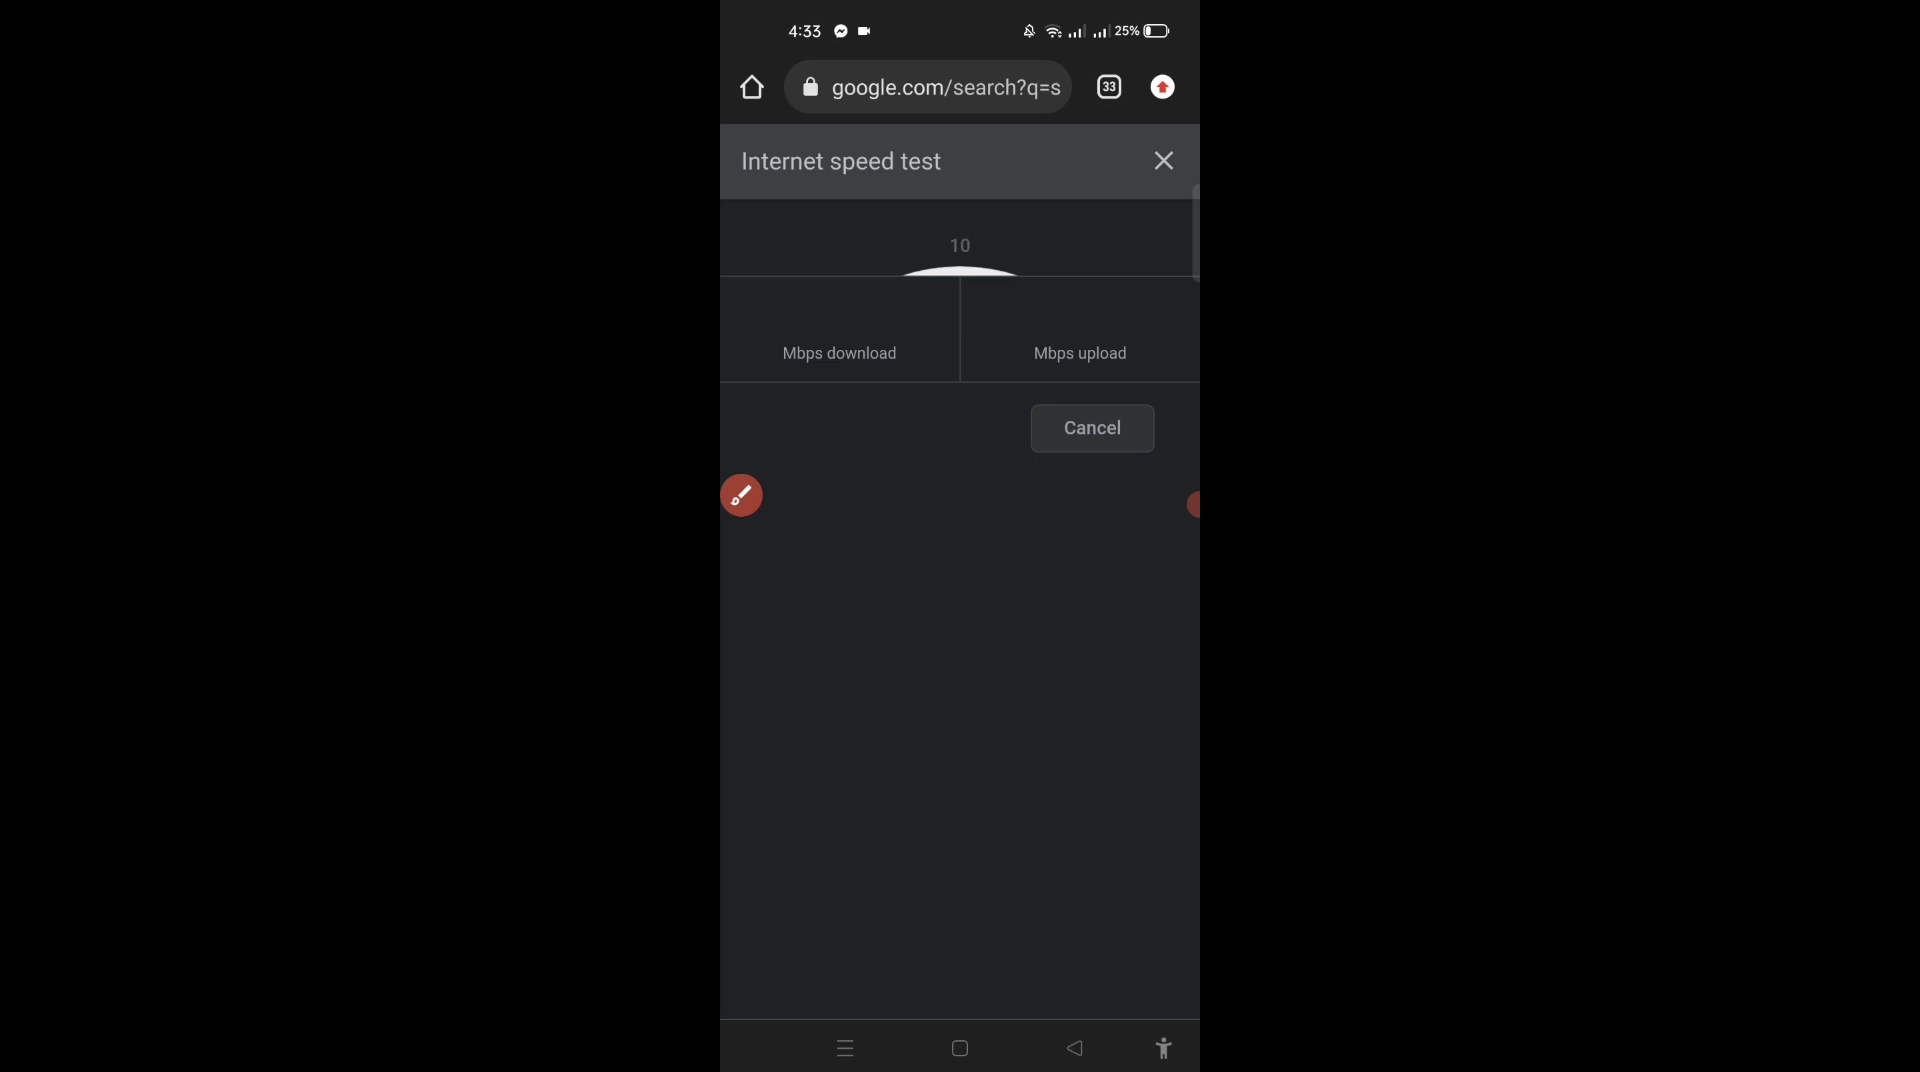 4:33 25%
google.com/search?q=s 33
Internet speed test
10
Mbps download Mbps upload
Cancel